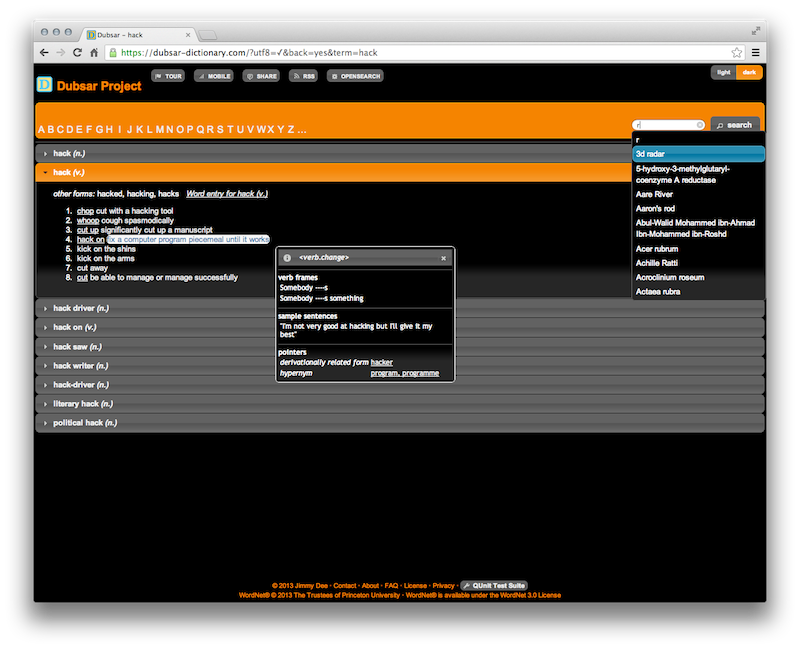 Dubsar - hack
https://dubsar-dictionary.com/?utf8=✓&back=yes&term=hack
Dubsar Project
TOUR
MOBILE
SHARE
RSS
OPENSEARCH
light
dark
A B C D E F G H I J K L M N O P Q R S T U V W X Y Z ...
r
search
r
3d radar
5-hydroxy-3-methylglutaryl-
coenzyme A reductase
Aare River
Aaron's rod
Abul-Walid Mohammed ibn-Ahmad
Ibn-Mohammed ibn-Roshd
Acer rubrum
Achille Ratti
Acroclinium roseum
Actaea rubra
hack (n.)
hack (v.)
other forms: hacked, hacking, hacks Word entry for hack (v.)
1. chop cut with a hacking tool
2. whoop cough spasmodically
3. cut up significantly cut up a manuscript
4. hack on fix a computer program piecemeal until it works
5. kick on the shins
6. kick on the arms
7. cut away
8. cut be able to manage or manage successfully
<verb.change>
verb frames
Somebody ----s
Somebody ----s something
sample sentences
"I'm not very good at hacking but I'll give it my
best"
pointers
derivationally related form hacker
hypernym program, programme
hack driver (n.)
hack on (v.)
hack saw (n.)
hack writer (n.)
hack-driver (n.)
literary hack (n.)
political hack (n.)
© 2013 Jimmy Dee · Contact · About · FAQ · License · Privacy · QUnit Test Suite
WordNet® © 2013 The Trustees of Princeton University · WordNet® is available under the WordNet 3.0 License